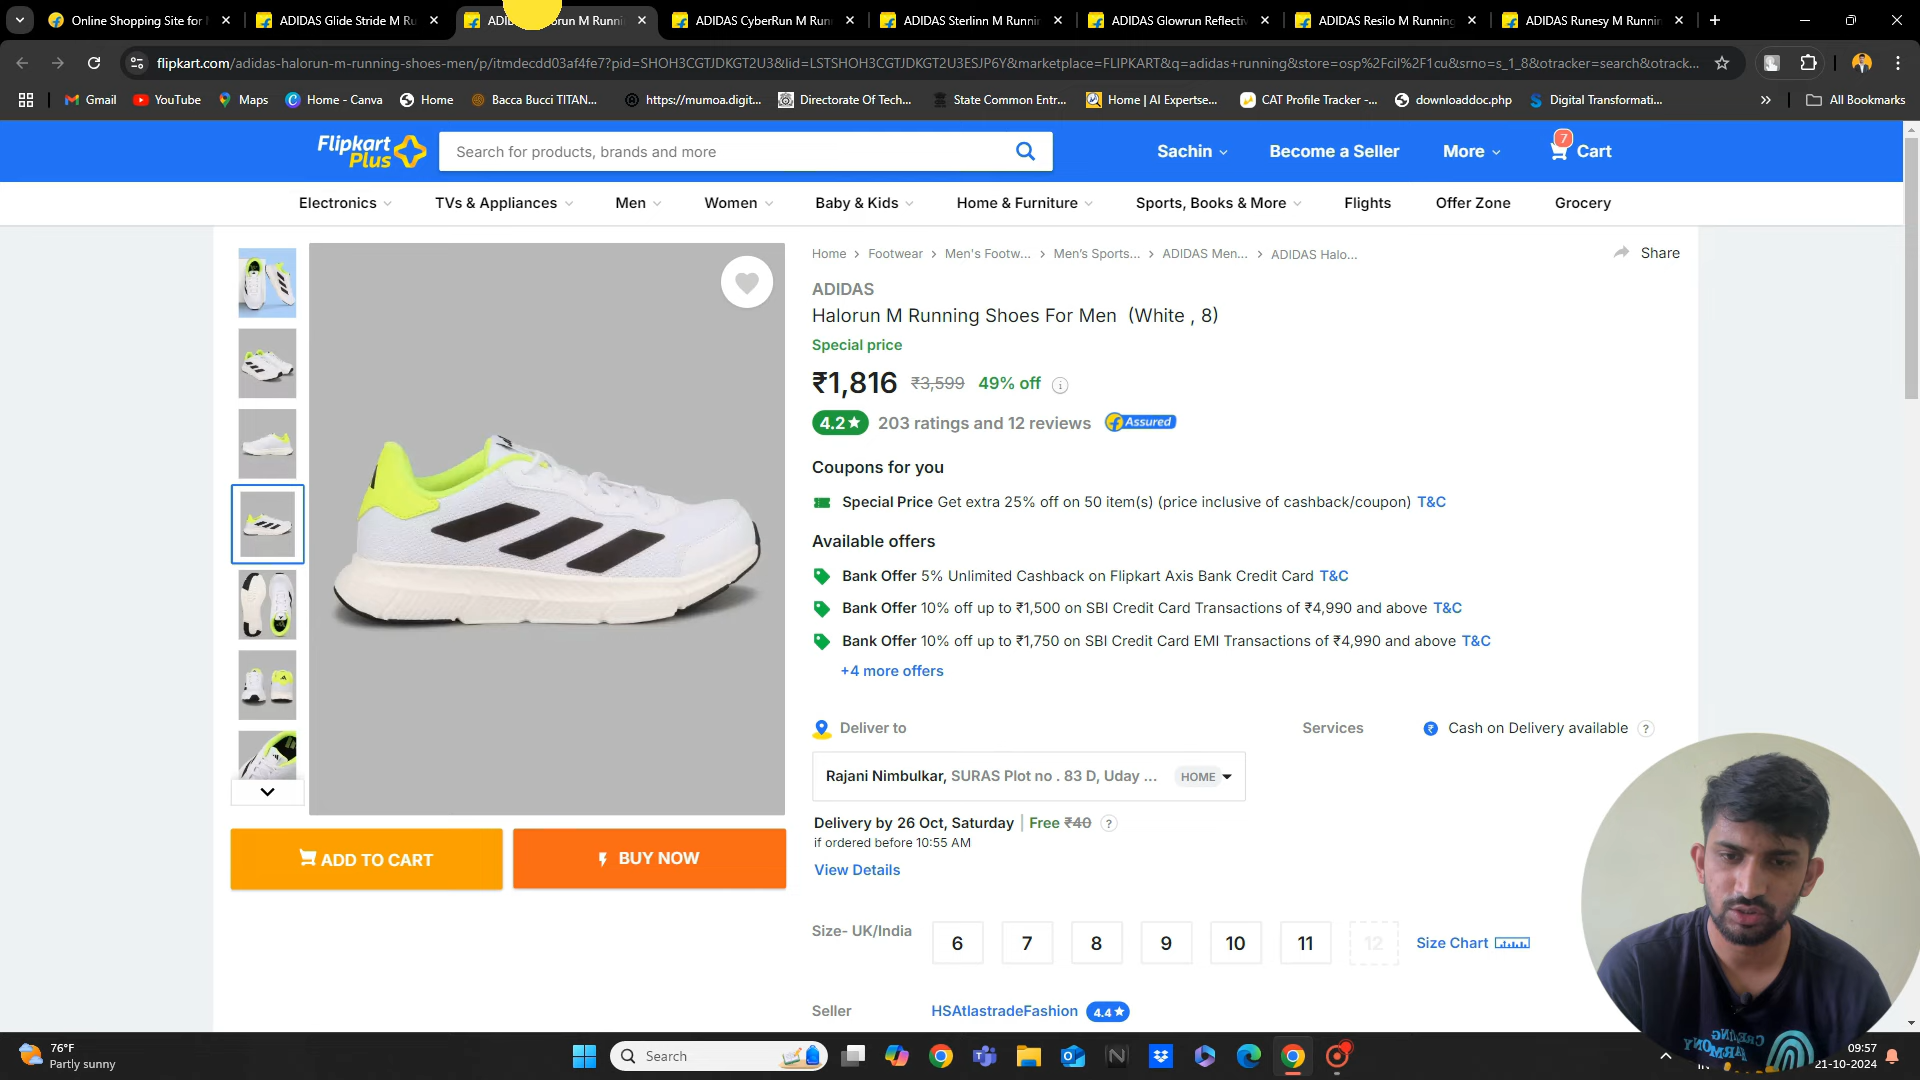 Online Shopping Site for
ADIDAS Glide Stride M Ru
ADIDAS CyberRun M Run
ADIDAS Sterlinn M Runnin
ADIDAS Glowrun Reflectiv
ADIDAS Resilo M Running
ADIDAS Runesy M Runnin
flipkart.com/adidas-halorun-m-running-shoes-men/p/itmdecdd03af4fe7?pid=SHOH3CGTJDKGT2U3&lid=LSTSHOH3CGTJDKGT2U3ESJP6Y&marketplace=FLIPKART&q=adidas+running&store=osp%2Fcil%2F1cu&srno=s_1_8&otracker=search&otrack...
Gmail
YouTube
Maps
Home - Canva
Home
Bacca Bucci TITAN...
https://mumoa.digit...
Directorate Of Tech...
State Common Entr...
Home | AI Expertse...
CAT Profile Tracker -...
downloaddoc.php
Digital Transformati...
All Bookmarks
Flipkart
Plus
Search for products, brands and more
Sachin
Become a Seller
More
7
Cart
Electronics
TVs & Appliances
Men
Women
Baby & Kids
Home & Furniture
Sports, Books & More
Flights
Offer Zone
Grocery
Home > Footwear > Men's Footw... > Men's Sports... > ADIDAS Men... > ADIDAS Halo...
Share
ADIDAS
Halorun M Running Shoes For Men (White , 8)
Special price
₹1,816 ₹3,599 49% off
4.2★ 203 ratings and 12 reviews Assured
Coupons for you
Special Price Get extra 25% off on 50 item(s) (price inclusive of cashback/coupon) T&C
Available offers
Bank Offer 5% Unlimited Cashback on Flipkart Axis Bank Credit Card T&C
Bank Offer 10% off up to ₹1,500 on SBI Credit Card Transactions of ₹4,990 and above T&C
Bank Offer 10% off up to ₹1,750 on SBI Credit Card EMI Transactions of ₹4,990 and above T&C
+4 more offers
Deliver to
Services
Cash on Delivery available ?
Rajani Nimbulkar, SURAS Plot no . 83 D, Uday ... HOME
Delivery by 26 Oct, Saturday | Free ₹40 ?
if ordered before 10:55 AM
View Details
ADD TO CART
BUY NOW
Size- UK/India
6 7 8 9 10 11 12
Size Chart
Seller
HSAtlastradeFashion 4.4★
76°F
Partly sunny
Search
09:57
21-10-2024